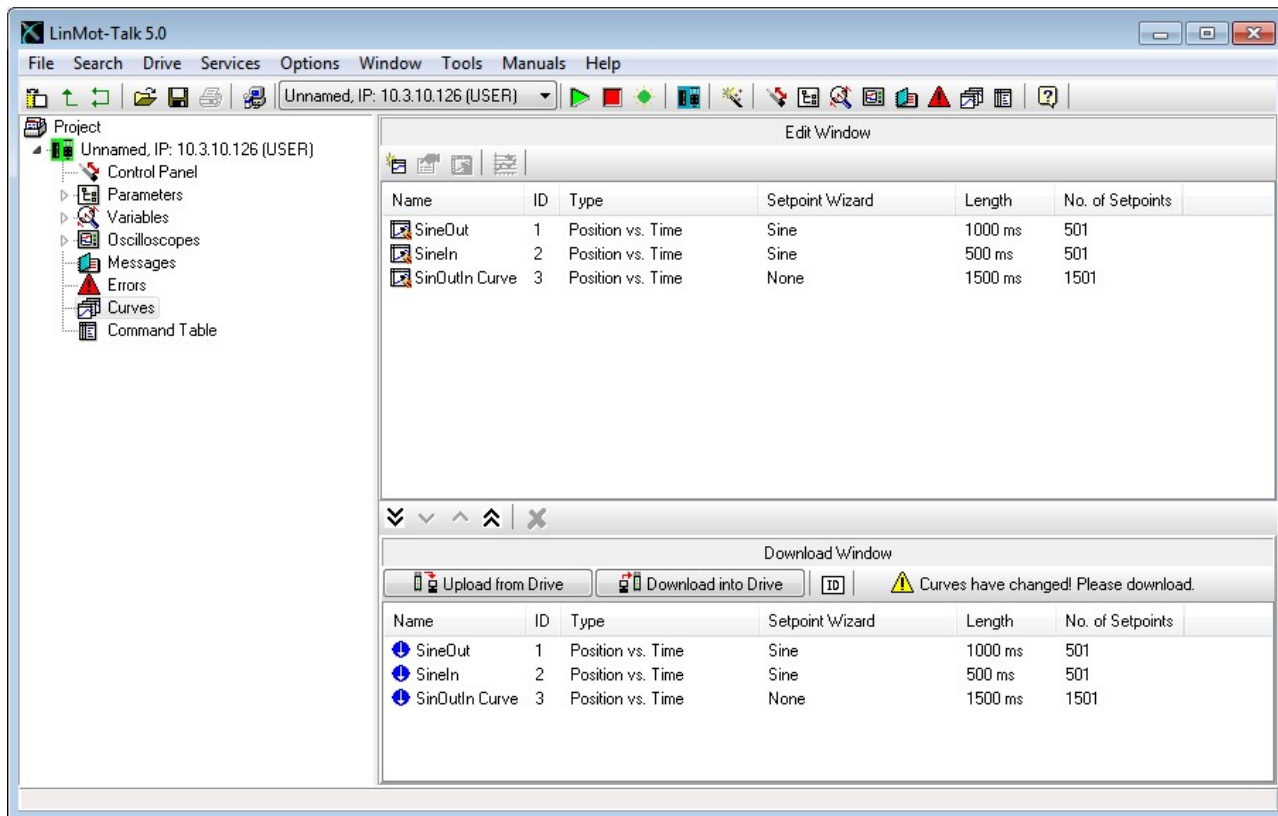 LinMot-Talk 5.0
File Search Drive Services Options Window Tools Manuals Help
Unnamed, IP: 10.3.10.126 (USER)
Project
Unnamed, IP: 10.3.10.126 (USER)
Control Panel
Parameters
Variables
Oscilloscopes
Messages
Errors
Curves
Command Table
Edit Window
Name ID Type Setpoint Wizard Length No. of Setpoints
SineOut 1 Position vs. Time Sine 1000 ms 501
SineIn 2 Position vs. Time Sine 500 ms 501
SinOutIn Curve 3 Position vs. Time None 1500 ms 1501
Download Window
Upload from Drive Download into Drive ID Curves have changed! Please download.
Name ID Type Setpoint Wizard Length No. of Setpoints
SineOut 1 Position vs. Time Sine 1000 ms 501
SineIn 2 Position vs. Time Sine 500 ms 501
SinOutIn Curve 3 Position vs. Time None 1500 ms 1501